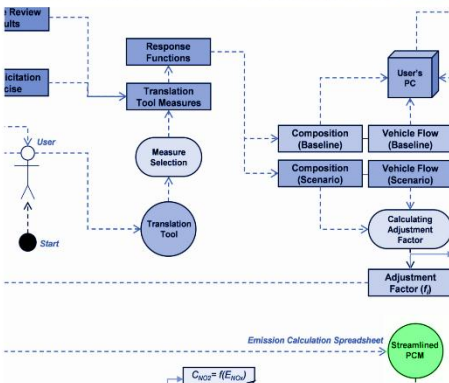 e Review
ults
Response
Functions
User's
PC
icitation
cise
Translation
Tool Measures
Composition
(Baseline)
Vehicle Flow
(Baseline)
User
Measure
Selection
Composition
(Scenario)
Vehicle Flow
(Scenario)
Translation
Tool
Calculating
Adjustment
Factor
Start
Adjustment
Factor (fⱼ)
Emission Calculation Spreadsheet
Streamlined
PCM
C_NO2= f(E_NOx)